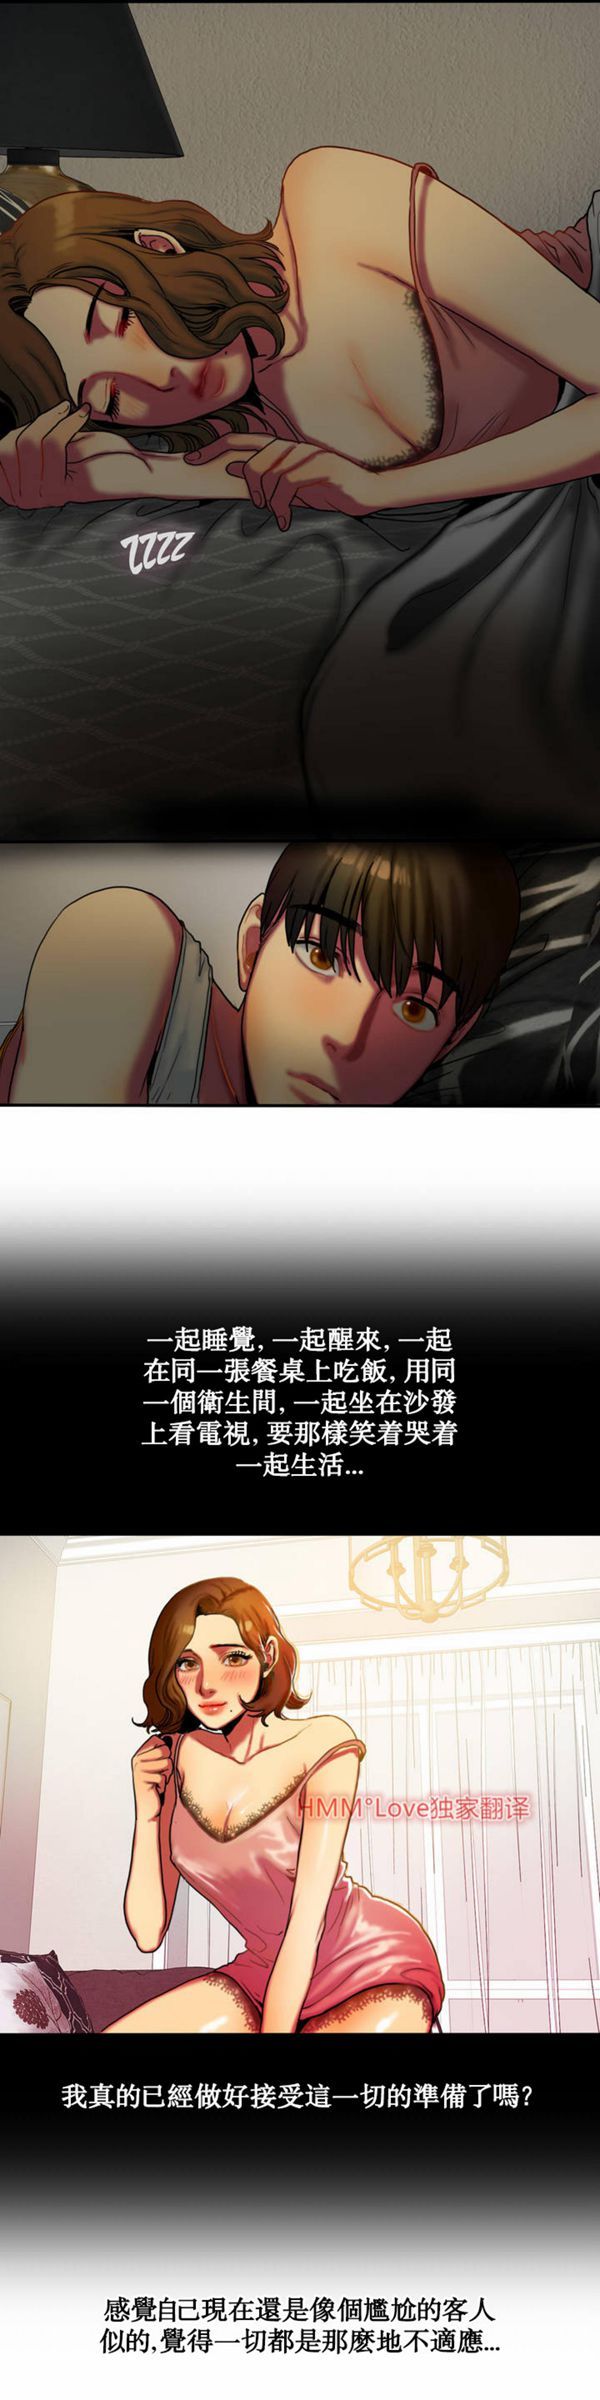 ZZZZ
一起睡覺, 一起醒來, 一起
在同一張餐桌上吃飯, 用同
一個衛生間, 一起坐在沙發
上看電視, 要那樣笑着哭着
一起生活...
HMM°Love独家翻译
我真的已經做好接受這一切的準備了嗎?
感覺自己現在還是像個尷尬的客人
似的,覺得一切都是那麽地不適應...